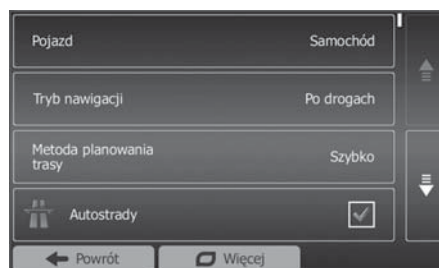 Pojazd Samochód
Tryb nawigacji Po drogach
Metoda planowania
trasy Szybko
Autostrady
Powrót Więcej